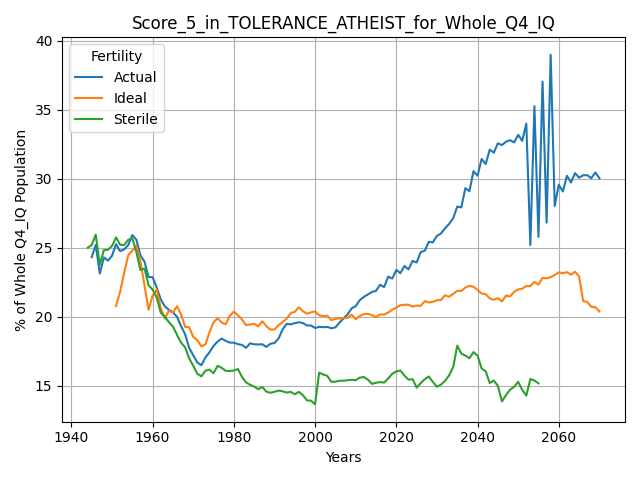 Score_5_in_TOLERANCE_ATHEIST_for_Whole_Q4_IQ
% of Whole Q4_IQ Population
40
35
30
25
20
15
Fertility
Actual
Ideal
Sterile
1940
1960
1980
2000
2020
2040
2060
Years